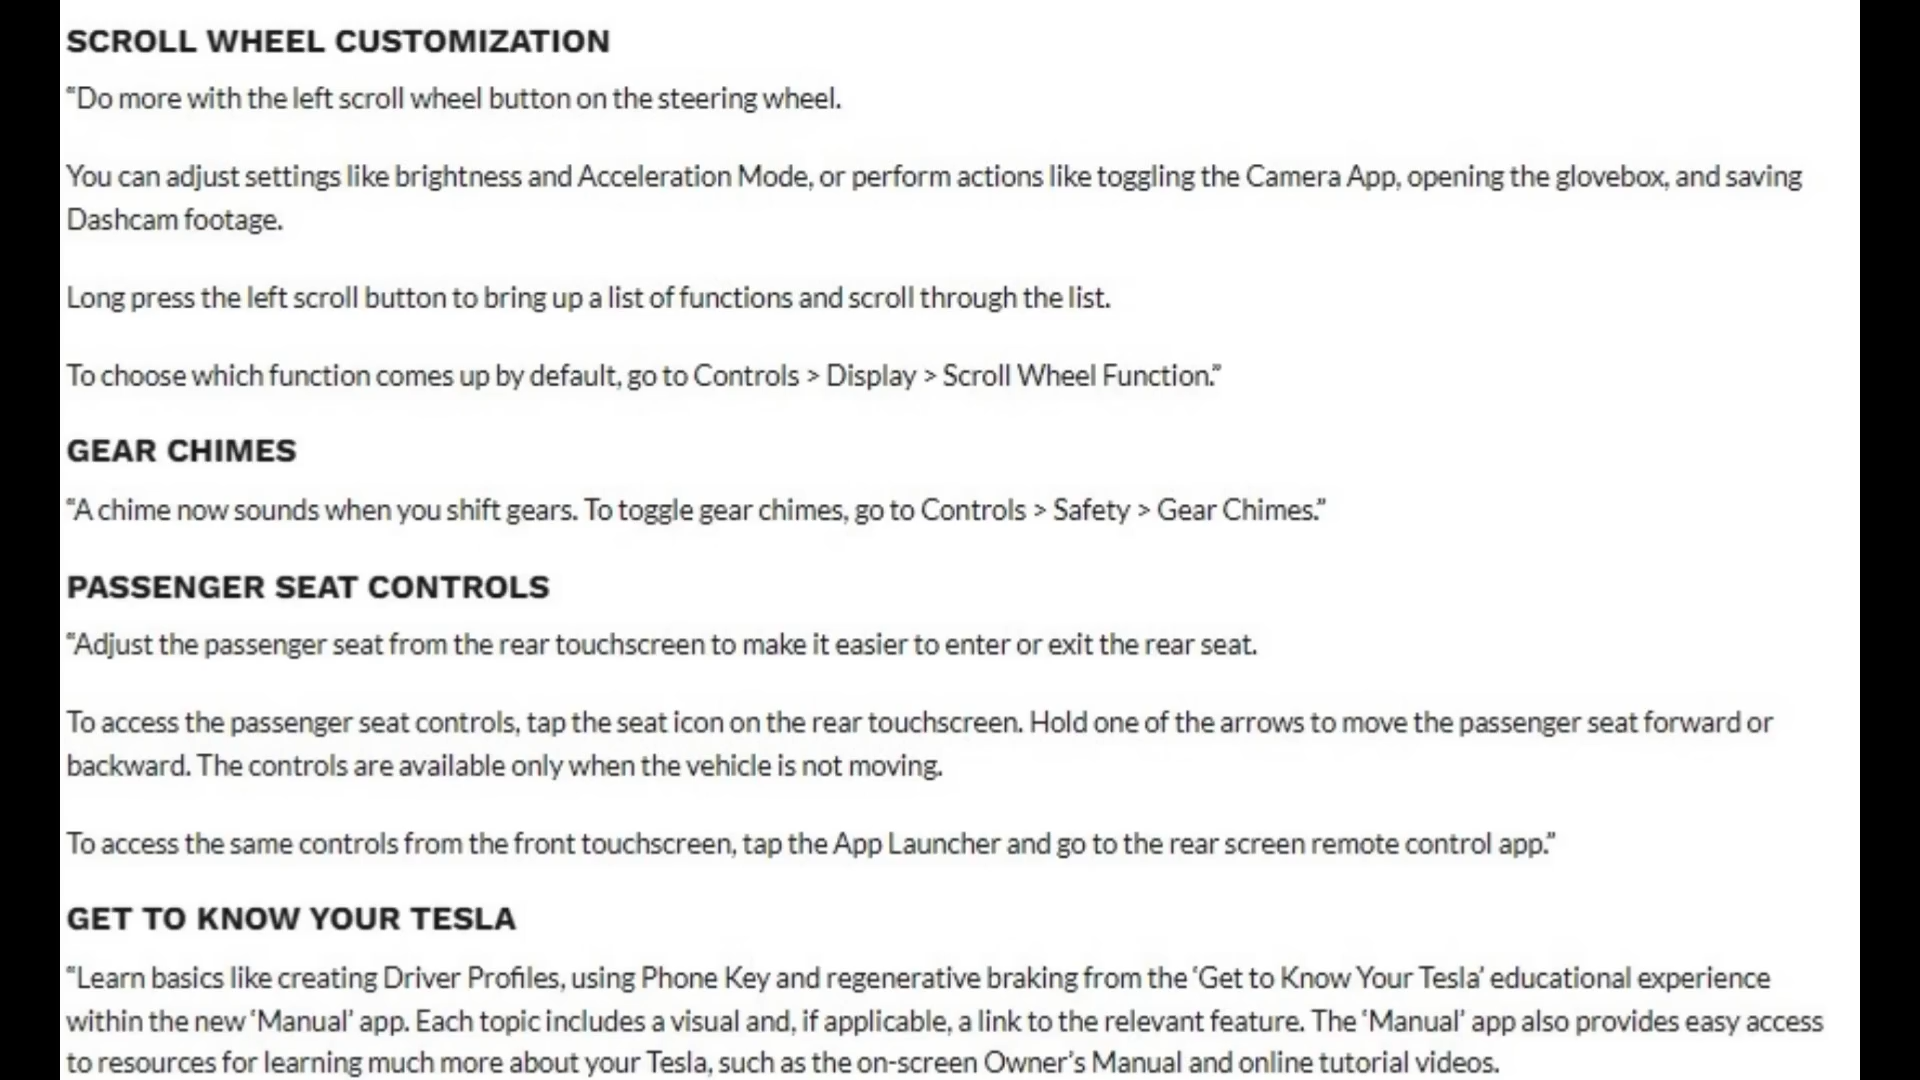 SCROLL WHEEL CUSTOMIZATION
“Do more with the left scroll wheel button on the steering wheel.
You can adjust settings like brightness and Acceleration Mode, or perform actions like toggling the Camera App, opening the glovebox, and saving
Dashcam footage.
Long press the left scroll button to bring up a list of functions and scroll through the list.
To choose which function comes up by default, go to Controls > Display > Scroll Wheel Function.”
GEAR CHIMES
“A chime now sounds when you shift gears. To toggle gear chimes, go to Controls > Safety > Gear Chimes.”
PASSENGER SEAT CONTROLS
“Adjust the passenger seat from the rear touchscreen to make it easier to enter or exit the rear seat.
To access the passenger seat controls, tap the seat icon on the rear touchscreen. Hold one of the arrows to move the passenger seat forward or
backward. The controls are available only when the vehicle is not moving.
To access the same controls from the front touchscreen, tap the App Launcher and go to the rear screen remote control app.”
GET TO KNOW YOUR TESLA
“Learn basics like creating Driver Profiles, using Phone Key and regenerative braking from the ‘Get to Know Your Tesla’ educational experience
within the new ‘Manual’ app. Each topic includes a visual and, if applicable, a link to the relevant feature. The ‘Manual’ app also provides easy access
to resources for learning much more about your Tesla, such as the on-screen Owner’s Manual and online tutorial videos.